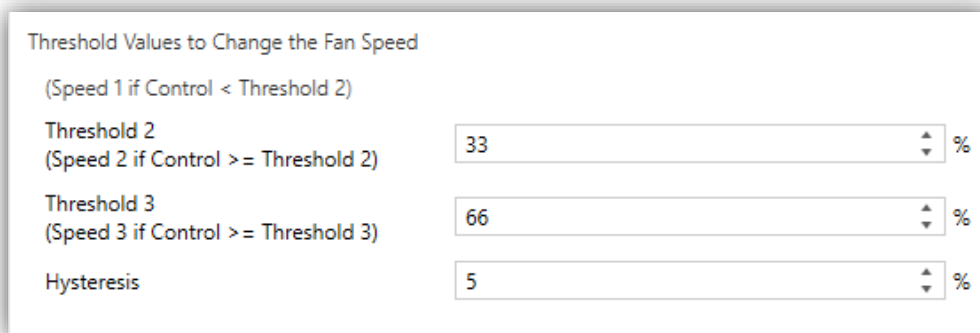 Threshold Values to Change the Fan Speed
(Speed 1 if Control < Threshold 2)
Threshold 2
(Speed 2 if Control >= Threshold 2)
33 %
Threshold 3
(Speed 3 if Control >= Threshold 3)
66 %
Hysteresis 5 %